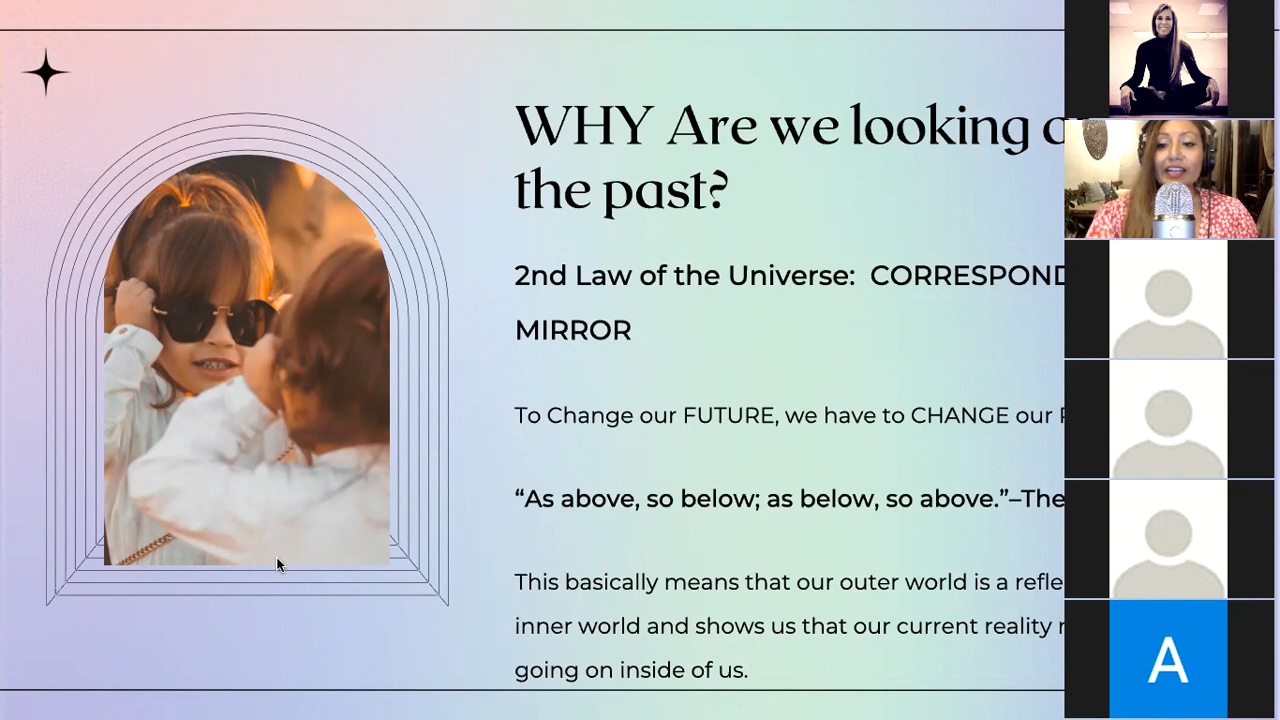 WHY Are we looking
the past?
2nd Law of the Universe: CORRESPOND
MIRROR
To Change our FUTURE, we have to CHANGE our
“As above, so below; as below, so above.”–The
This basically means that our outer world is a refle
inner world and shows us that our current reality
going on inside of us.
A